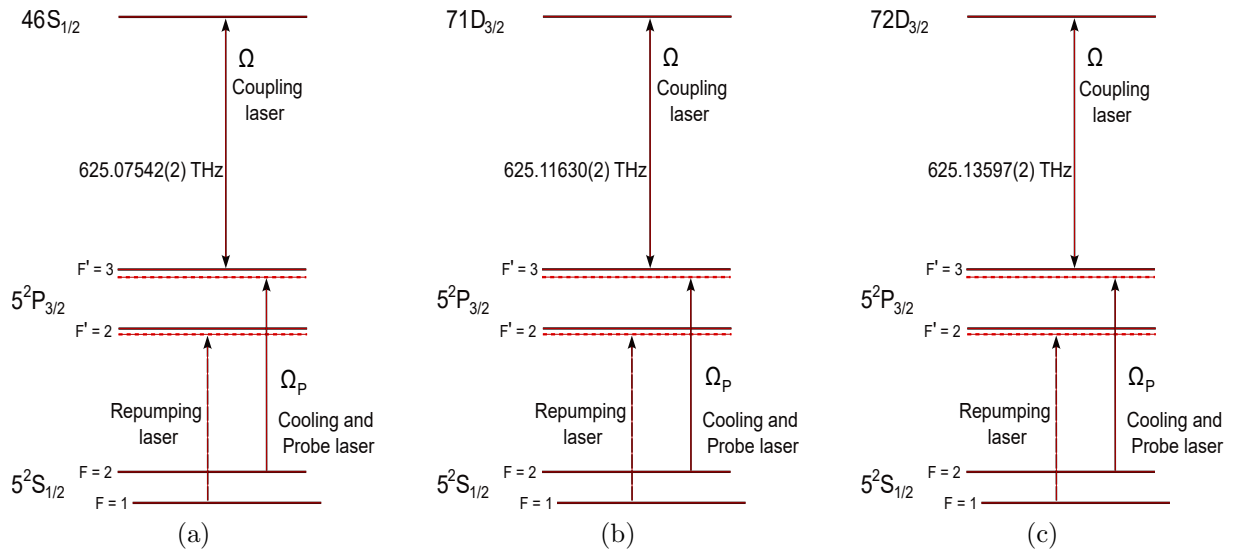 46S1/2
Ω
Coupling
laser
625.07542(2) THz
F' = 3
5²P3/2
F' = 2
ΩP
Repumping
laser
Cooling and
Probe laser
F = 2
5²S1/2
F = 1
(a)
71D3/2
Ω
Coupling
laser
625.11630(2) THz
F' = 3
5²P3/2
F' = 2
ΩP
Repumping
laser
Cooling and
Probe laser
F = 2
5²S1/2
F = 1
(b)
72D3/2
Ω
Coupling
laser
625.13597(2) THz
F' = 3
5²P3/2
F' = 2
ΩP
Repumping
laser
Cooling and
Probe laser
F = 2
5²S1/2
F = 1
(c)